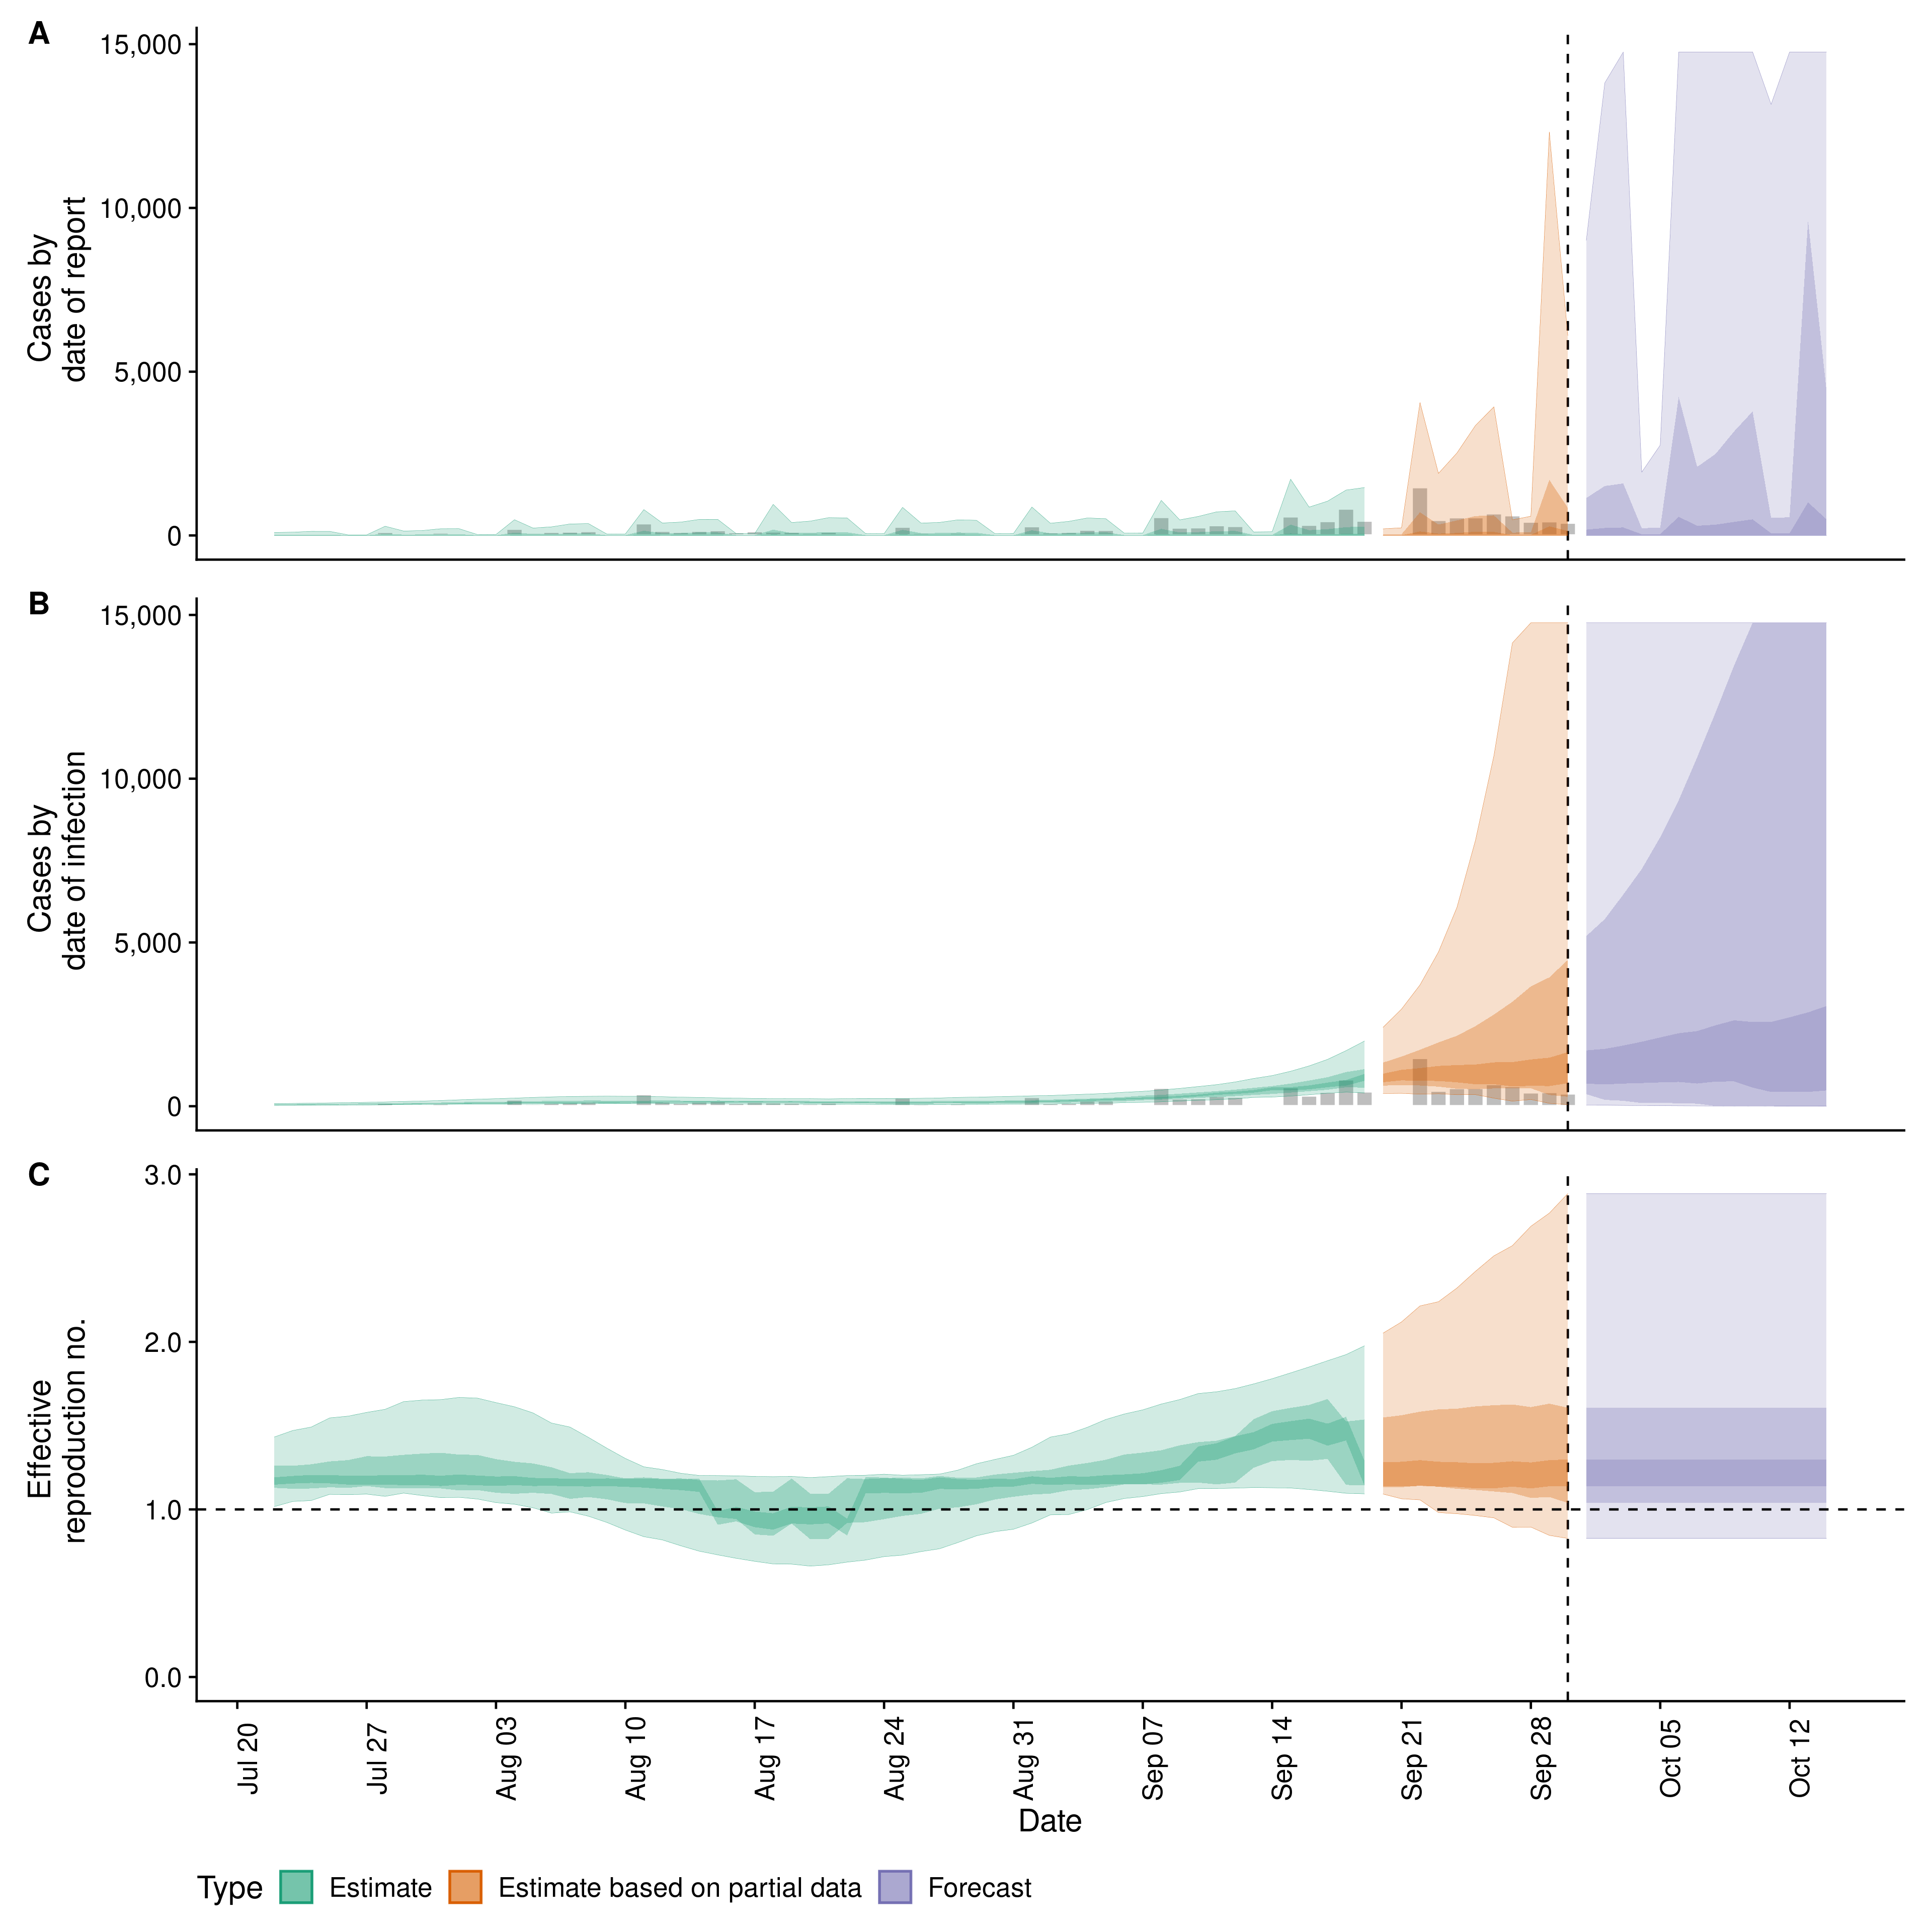 A
15,000
10,000
5,000
0
Cases by
date of report
B
15,000
10,000
5,000
0
Cases by
date of infection
C
3.0
2.0
1.0
0.0
Effective
reproduction no.
Jul 20
Jul 27
Aug 03
Aug 10
Aug 17
Aug 24
Aug 31
Sep 07
Sep 14
Sep 21
Sep 28
Oct 05
Oct 12
Date
Type Estimate Estimate based on partial data Forecast